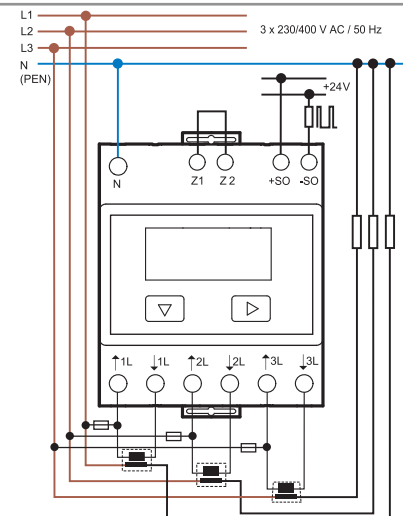 L1
L2
L3
N
(PEN)
3 x 230/400 V AC / 50 Hz
+24V
N
Z1
Z 2
+SO
-SO
↑1L
↓1L
↑2L
↓2L
↑3L
↓3L